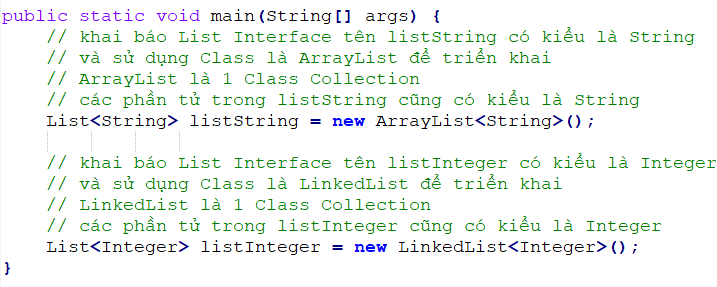 public static void main(String[] args) {
// khai báo List Interface tên listString có kiểu là String
// và sử dụng Class là ArrayList để triển khai
// ArrayList là 1 Class Collection
// các phần tử trong listString cũng có kiểu là String
List<String> listString = new ArrayList<String>();
// khai báo List Interface tên listInteger có kiểu là Integer
// và sử dụng Class là LinkedList để triển khai
// LinkedList là 1 Class Collection
// các phần tử trong listInteger cũng có kiểu là Integer
List<Integer> listInteger = new LinkedList<Integer>();
}